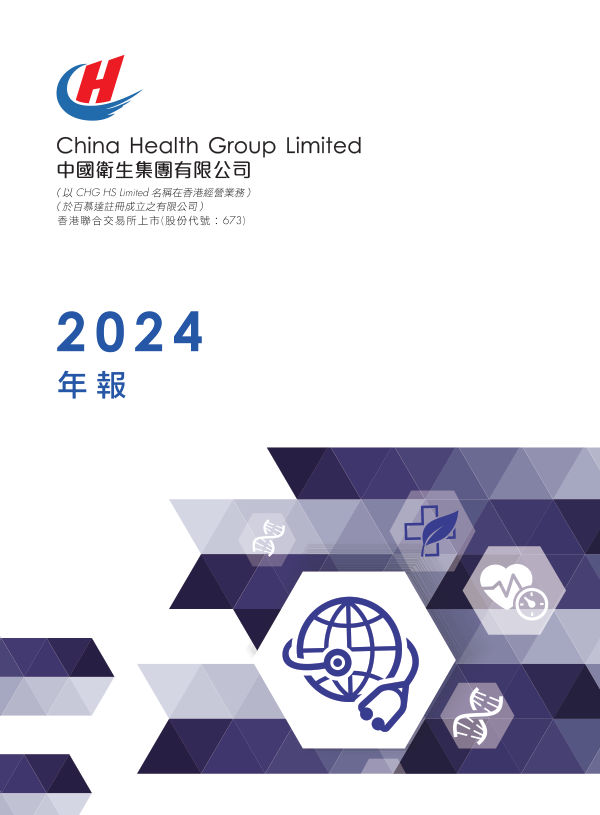 China Health Group Limited
中國衛生集團有限公司
（以 CHG HS Limited 名稱在香港經營業務）
（於百慕達註冊成立之有限公司）
香港聯合交易所上市(股份代號：673)
2024
年報